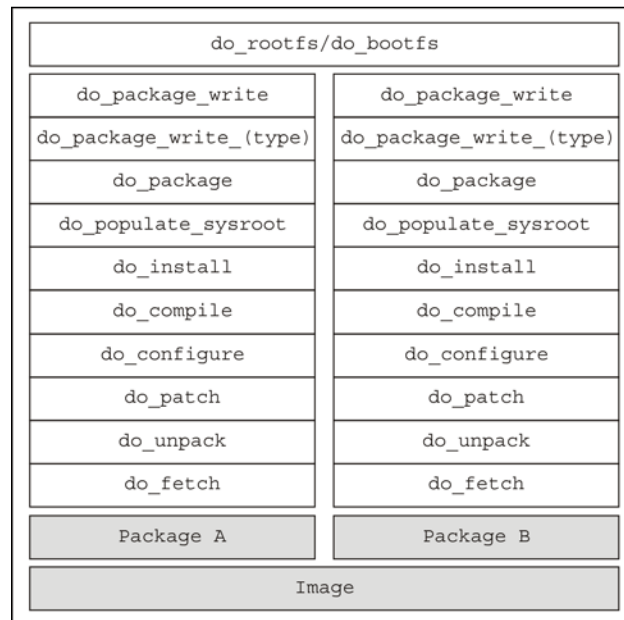 do_rootfs/do_bootfs
do_package_write
do_package_write
do_package_write_(type)
do_package_write_(type)
do_package
do_package
do_populate_sysroot
do_populate_sysroot
do_install
do_install
do_compile
do_compile
do_configure
do_configure
do_patch
do_patch
do_unpack
do_unpack
do_fetch
do_fetch
Package A
Package B
Image